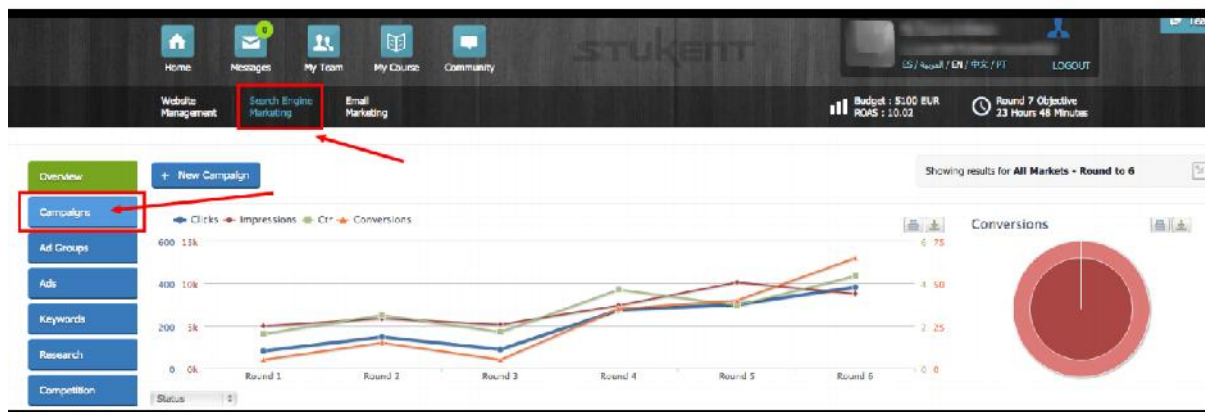 STUKENT
0
Home Messages My Team My Course Community
ES / العربية / EN / 中文 / PT LOGOUT
Website Search Engine Email
Management Marketing Marketing
Budget : 5100 EUR
ROAS : 10.02
Round 7 Objective
23 Hours 48 Minutes
Overview
+ New Campaign
Showing results for All Markets - Round to 6
Campaigns
Clicks Impressions Ctr Conversions
Conversions
Ad Groups
600 15k 6 75
Ads
400 10k 4 50
Keywords
200 5k 2 25
Research
0 0k 0 0
Round 1 Round 2 Round 3 Round 4 Round 5 Round 6
Competition
Status